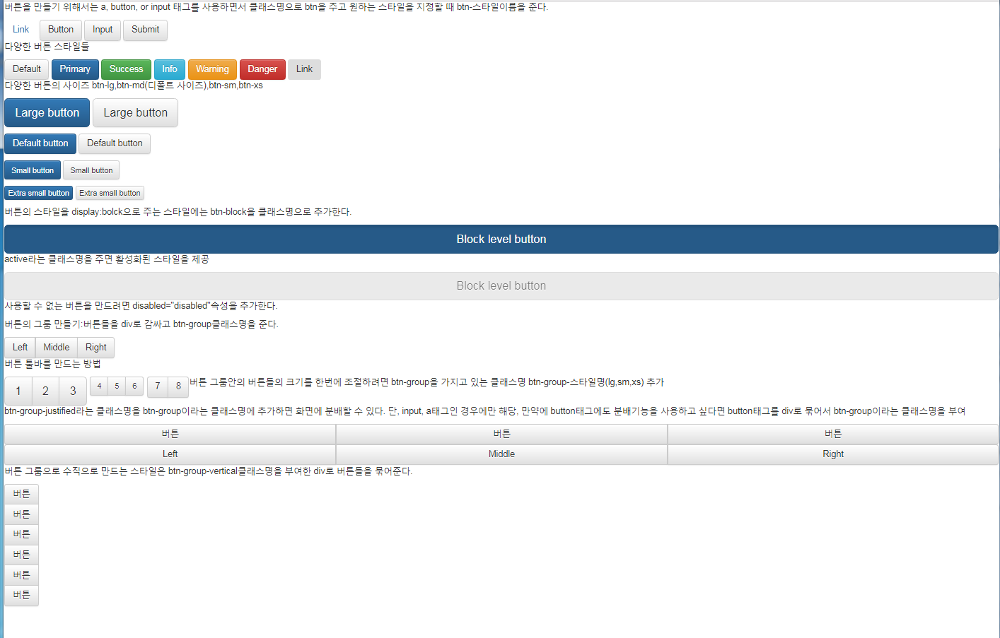 버튼을 만들기 위해서는 a, button, or input 태그를 사용하면서 클래스명으로 btn을 주고 원하는 스타일을 지정할 때 btn-스타일이름을 준다.
Link Button Input Submit
다양한 버튼 스타일들
Default Primary Success Info Warning Danger Link
다양한 버튼의 사이즈 btn-lg,btn-md(디폴트 사이즈),btn-sm,btn-xs
Large button Large button
Default button Default button
Small button Small button
Extra small button Extra small button
버튼의 스타일을 display:bolck으로 주는 스타일에는 btn-block을 클래스명으로 추가한다.
Block level button
active라는 클래스명을 주면 활성화된 스타일을 제공
Block level button
사용할 수 없는 버튼을 만드려면 disabled="disabled"속성을 추가한다.
버튼의 그룹 만들기:버튼들을 div로 감싸고 btn-group클래스명을 준다.
Left Middle Right
버튼 툴바를 만드는 방법
1 2 3 4 5 6 7 8 버튼 그룹안의 버튼들의 크기를 한번에 조절하려면 btn-group을 가지고 있는 클래스명 btn-group-스타일명(lg,sm,xs) 추가
btn-group-justified라는 클래스명을 btn-group이라는 클래스명에 추가하면 화면에 분배할 수 있다. 단, input, a태그인 경우에만 해당, 만약에 button태그에도 분배기능을 사용하고 싶다면 button태그를 div로 묶어서 btn-group이라는 클래스명을 부여
버튼 버튼 버튼
Left Middle Right
버튼 그룹으로 수직으로 만드는 스타일은 btn-group-vertical클래스명을 부여한 div로 버튼들을 묶어준다.
버튼
버튼
버튼
버튼
버튼
버튼